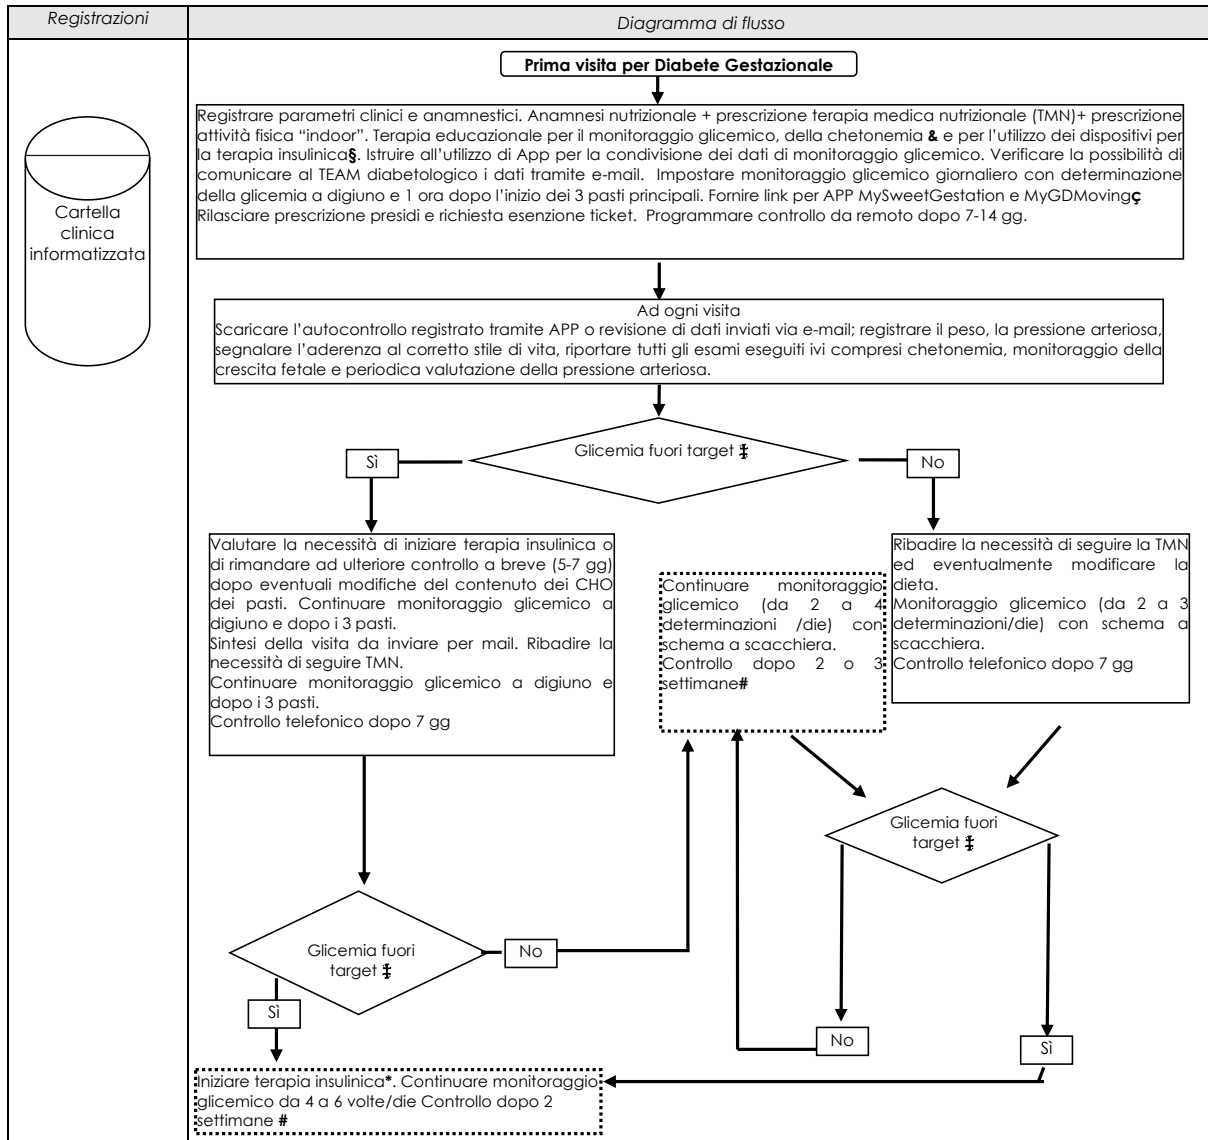 Registrazioni
Diagramma di flusso
Prima visita per Diabete Gestazionale
Registrare parametri clinici e anamnestici. Anamnesi nutrizionale + prescrizione terapia medica nutrizionale (TMN)+ prescrizione
attività fisica “indoor”. Terapia educazionale per il monitoraggio glicemico, della chetonemia & e per l’utilizzo dei dispositivi per
la terapia insulinica§. Istruire all’utilizzo di App per la condivisione dei dati di monitoraggio glicemico. Verificare la possibilità di
comunicare al TEAM diabetologico i dati tramite e-mail. Impostare monitoraggio glicemico giornaliero con determinazione
della glicemia a digiuno e 1 ora dopo l’inizio dei 3 pasti principali. Fornire link per APP MySweetGestation e MyGDMovingç
Rilasciare prescrizione presidi e richiesta esenzione ticket. Programmare controllo da remoto dopo 7-14 gg.
Cartella
clinica
informatizzata
Ad ogni visita
Scaricare l’autocontrollo registrato tramite APP o revisione di dati inviati via e-mail; registrare il peso, la pressione arteriosa,
segnalare l’aderenza al corretto stile di vita, riportare tutti gli esami eseguiti ivi compresi chetonemia, monitoraggio della
crescita fetale e periodica valutazione della pressione arteriosa.
Glicemia fuori target ‡
Sì
No
Valutare la necessità di iniziare terapia insulinica o
di rimandare ad ulteriore controllo a breve (5-7 gg)
dopo eventuali modifiche del contenuto dei CHO
dei pasti. Continuare monitoraggio glicemico a
digiuno e dopo i 3 pasti.
Sintesi della visita da inviare per mail. Ribadire la
necessità di seguire TMN.
Continuare monitoraggio glicemico a digiuno e
dopo i 3 pasti.
Controllo telefonico dopo 7 gg
Continuare monitoraggio
glicemico (da 2 a 4
determinazioni /die) con
schema a scacchiera.
Controllo dopo 2 o 3
settimane#
Ribadire la necessità di seguire la TMN
ed eventualmente modificare la
dieta.
Monitoraggio glicemico (da 2 a 3
determinazioni/die) con schema a
scacchiera.
Controllo telefonico dopo 7 gg
Glicemia fuori
target ‡
Glicemia fuori
target ‡
No
Sì
No
Sì
Iniziare terapia insulinica*. Continuare monitoraggio
glicemico da 4 a 6 volte/die Controllo dopo 2
settimane #